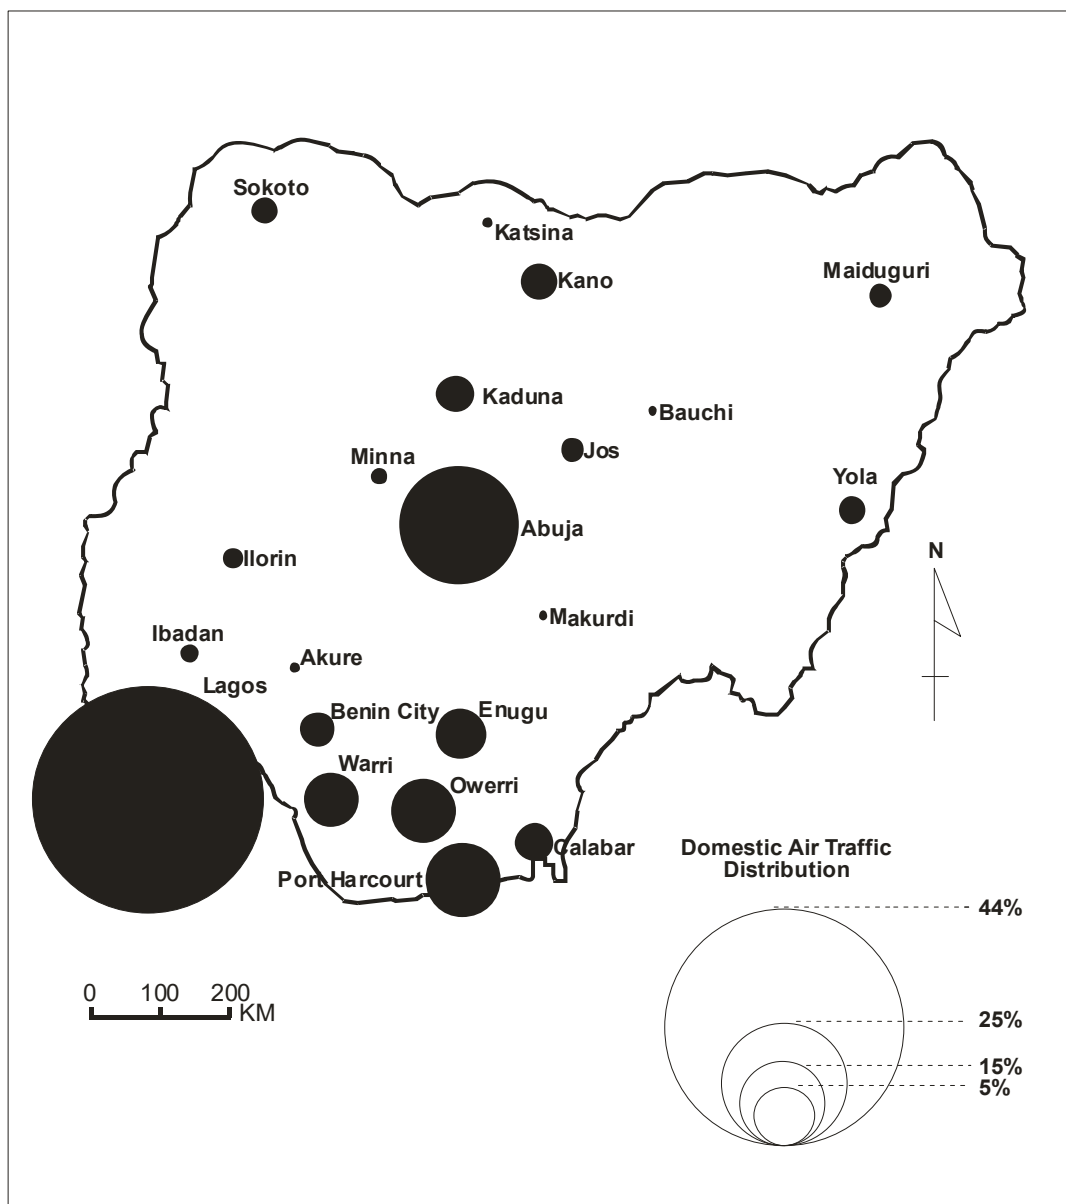 Sokoto
Katsina
Kano
Maiduguri
Kaduna
Bauchi
Jos
Minna
Yola
Abuja
N
Ilorin
Makurdi
Ibadan
Akure
Lagos
Benin City
Enugu
Warri
Owerri
Calabar
Port Harcourt
Domestic Air Traffic
Distribution
44%
25%
15%
5%
0 100 200
KM